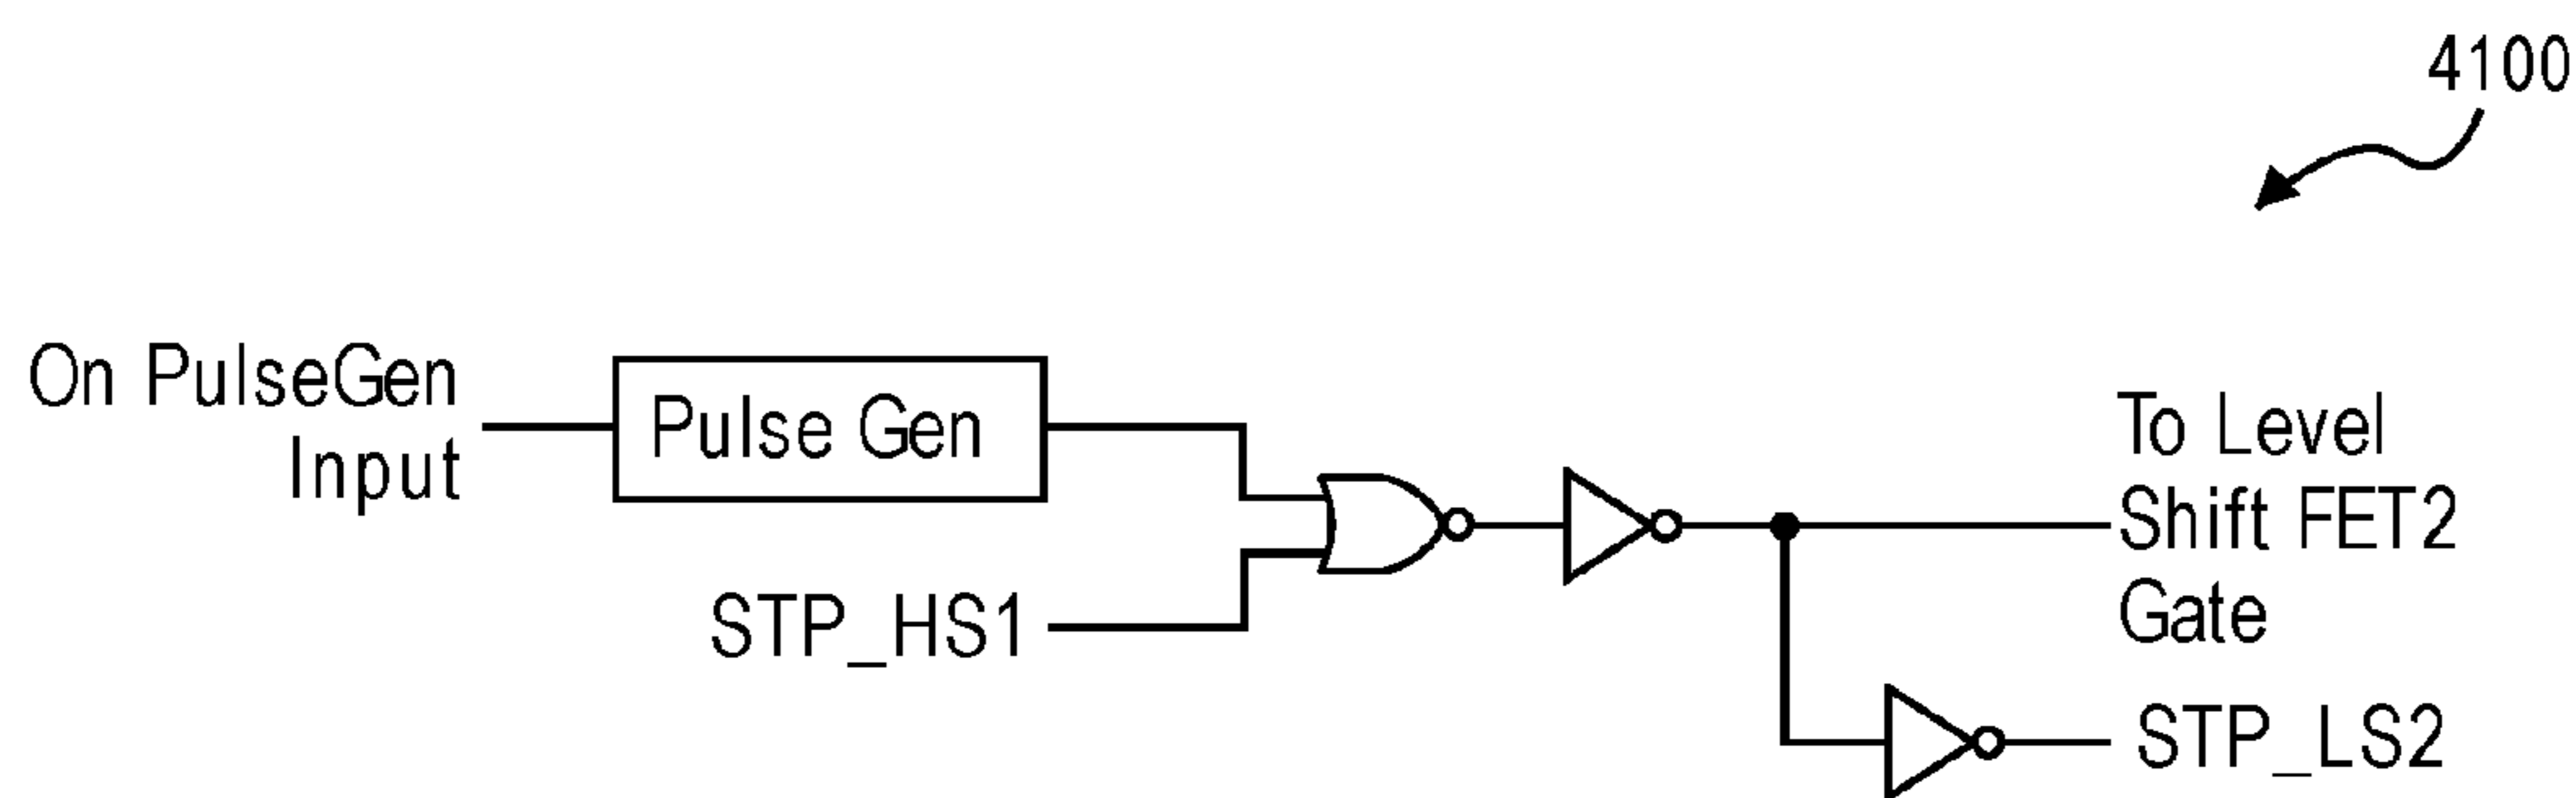 4100
On PulseGen
Input
Pulse Gen
STP_HS1
To Level
Shift FET2
Gate
STP_LS2